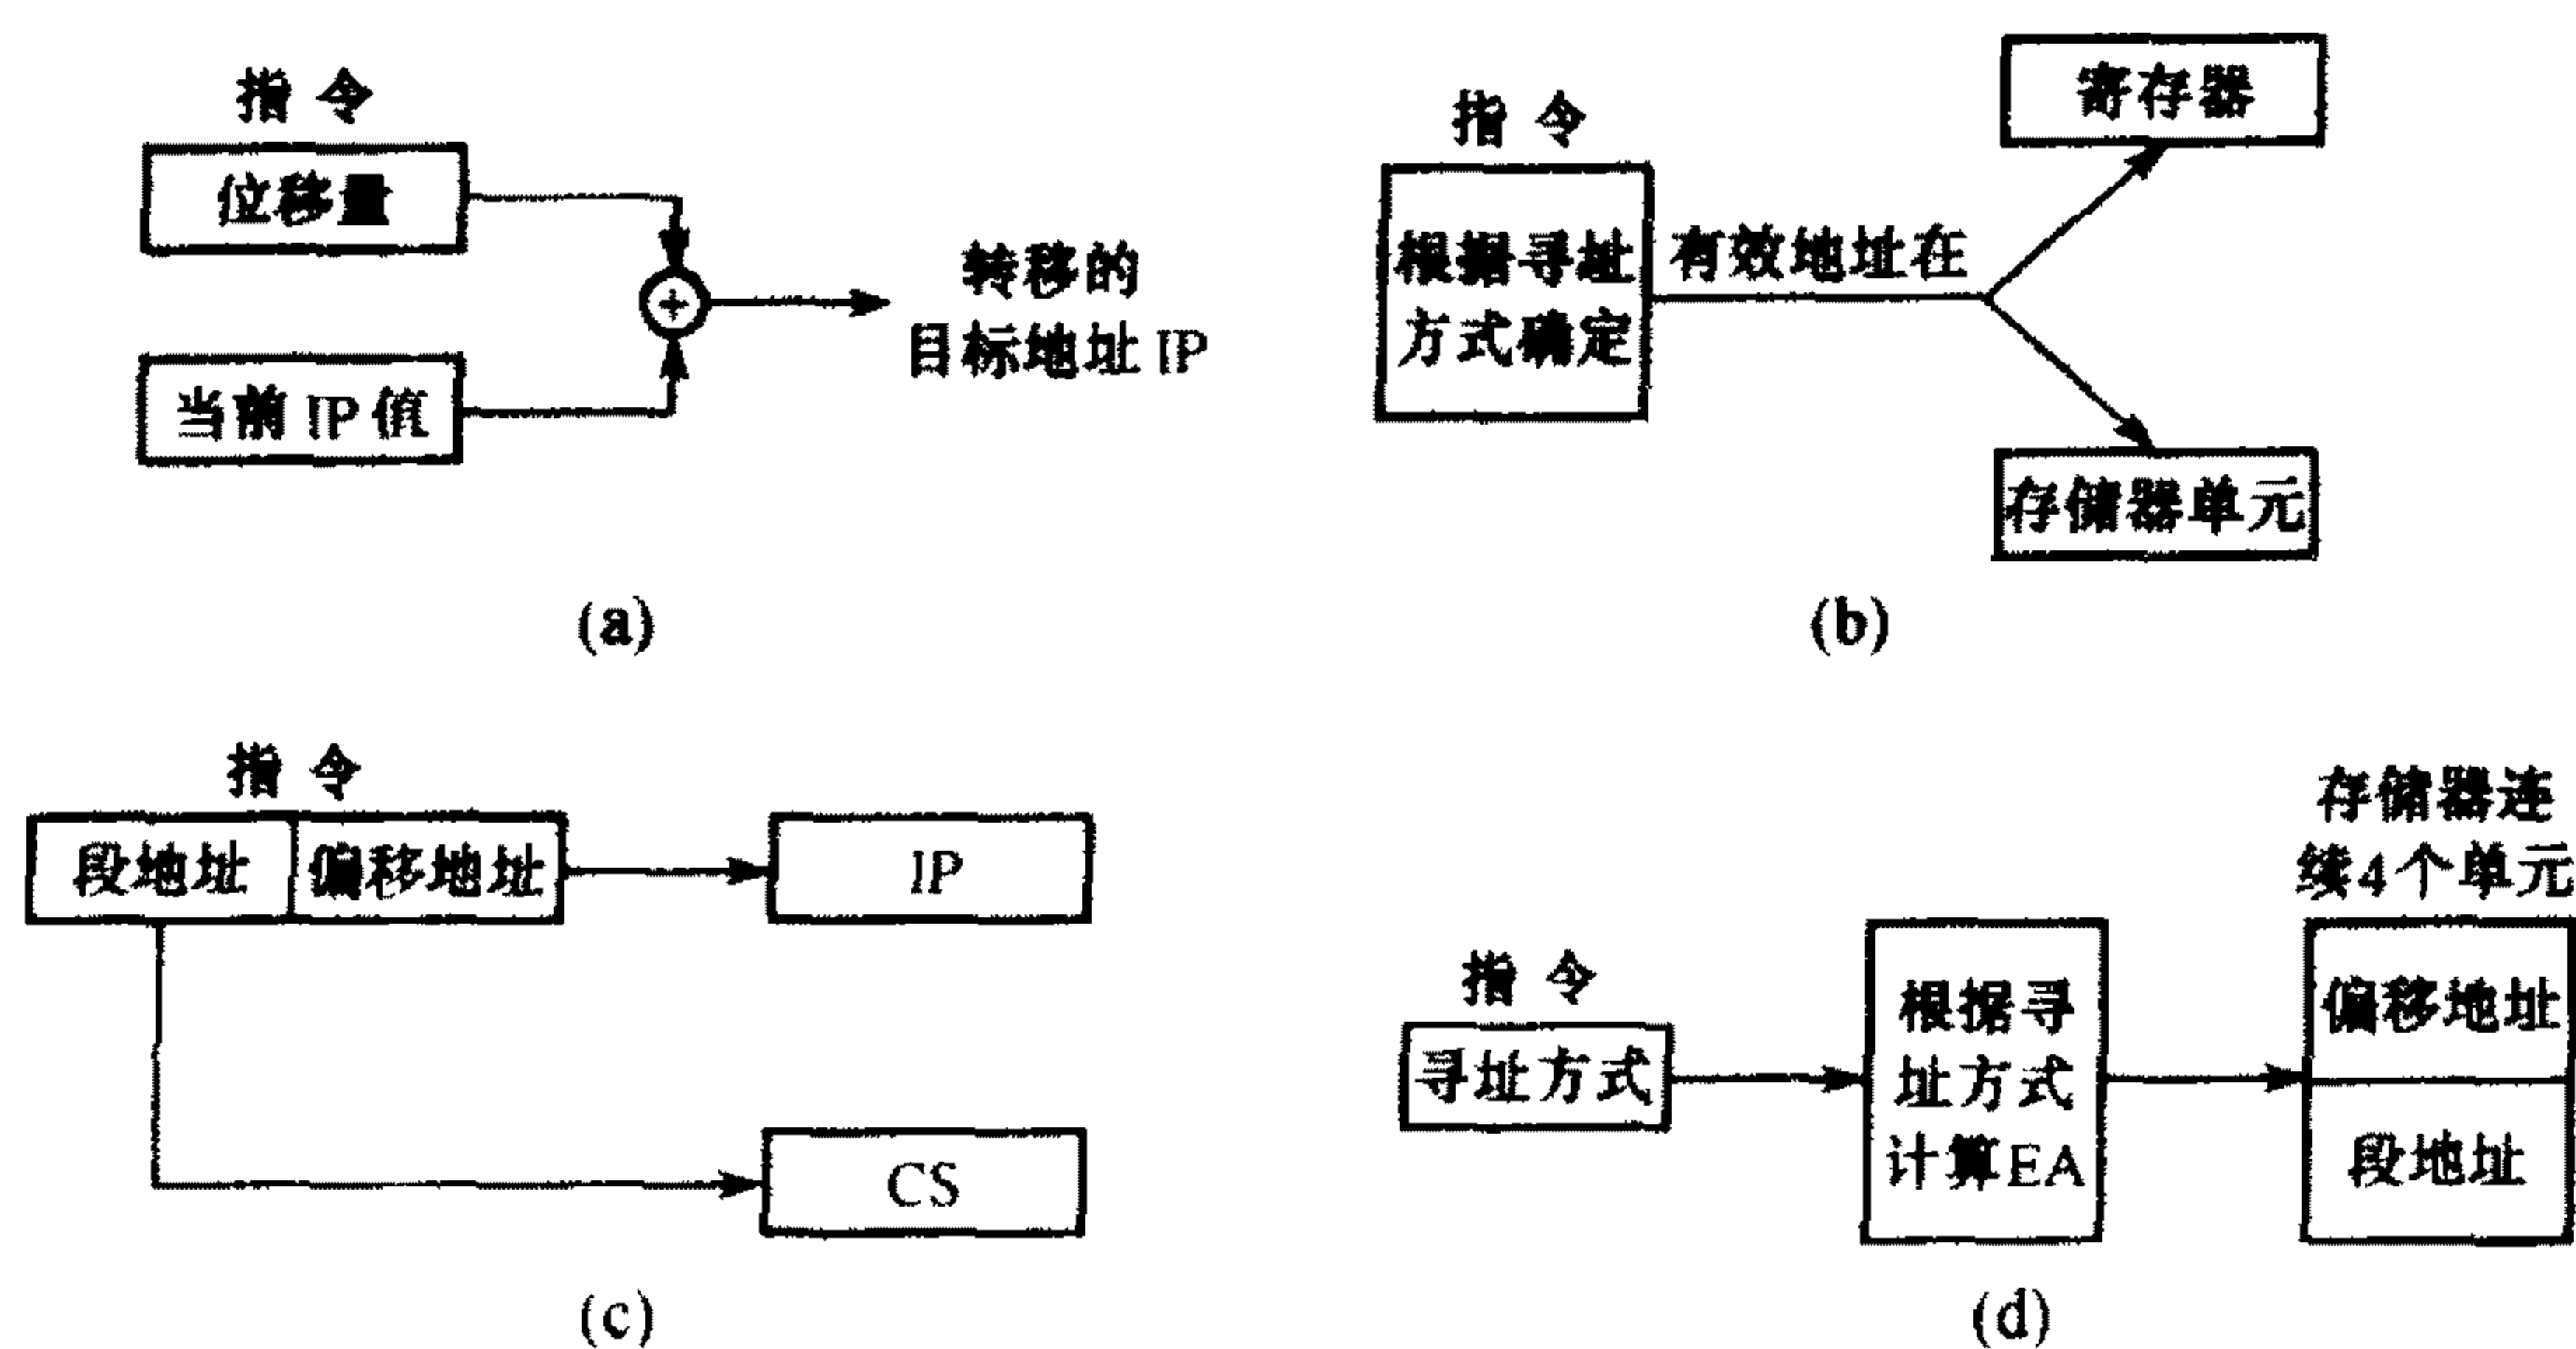 指令
位移量
当前IP值
转移的
目标地址IP
(a)
指令
根据寻址
方式确定
有效地址在
寄存器
存储器单元
(b)
指令
段地址
偏移地址
IP
CS
(c)
指令
寻址方式
根据寻
址方式
计算EA
存储器连
续4个单元
偏移地址
段地址
(d)